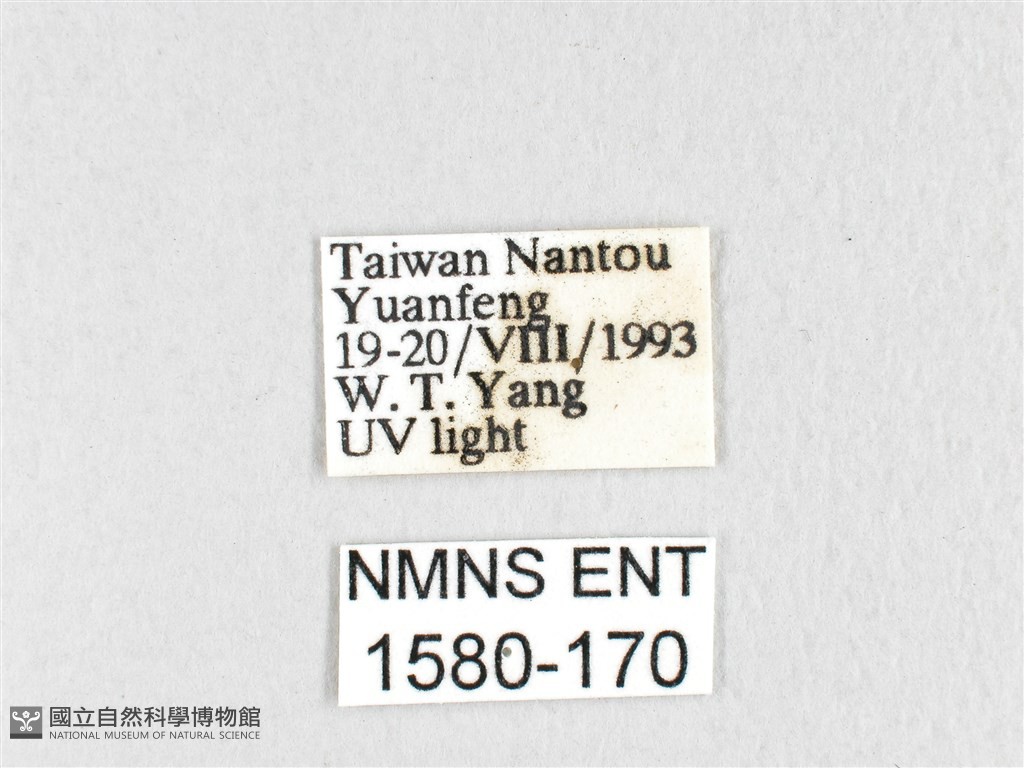 Taiwan Nantou
Yuanfeng
19-20/VIII/1993
W. T. Yang
UV light
NMNS ENT
1580-170
國立自然科學博物館
NATIONAL MUSEUM OF NATURAL SCIENCE